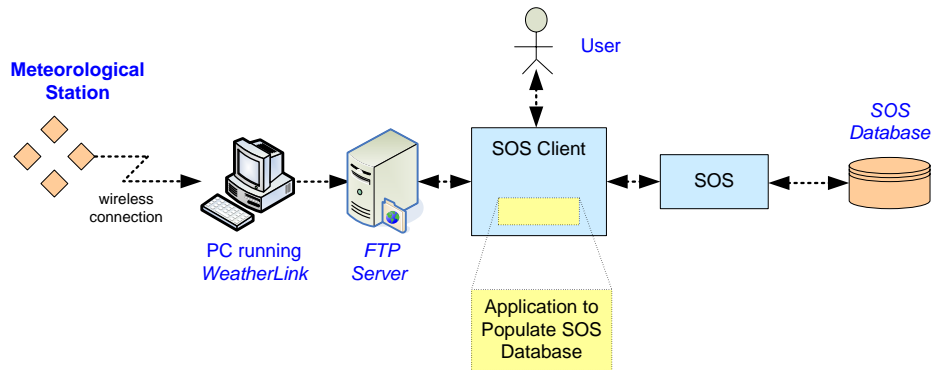 User
Meteorological
Station
SOS
Database
SOS Client
SOS
wireless
connection
PC running
WeatherLink
FTP
Server
Application to
Populate SOS
Database